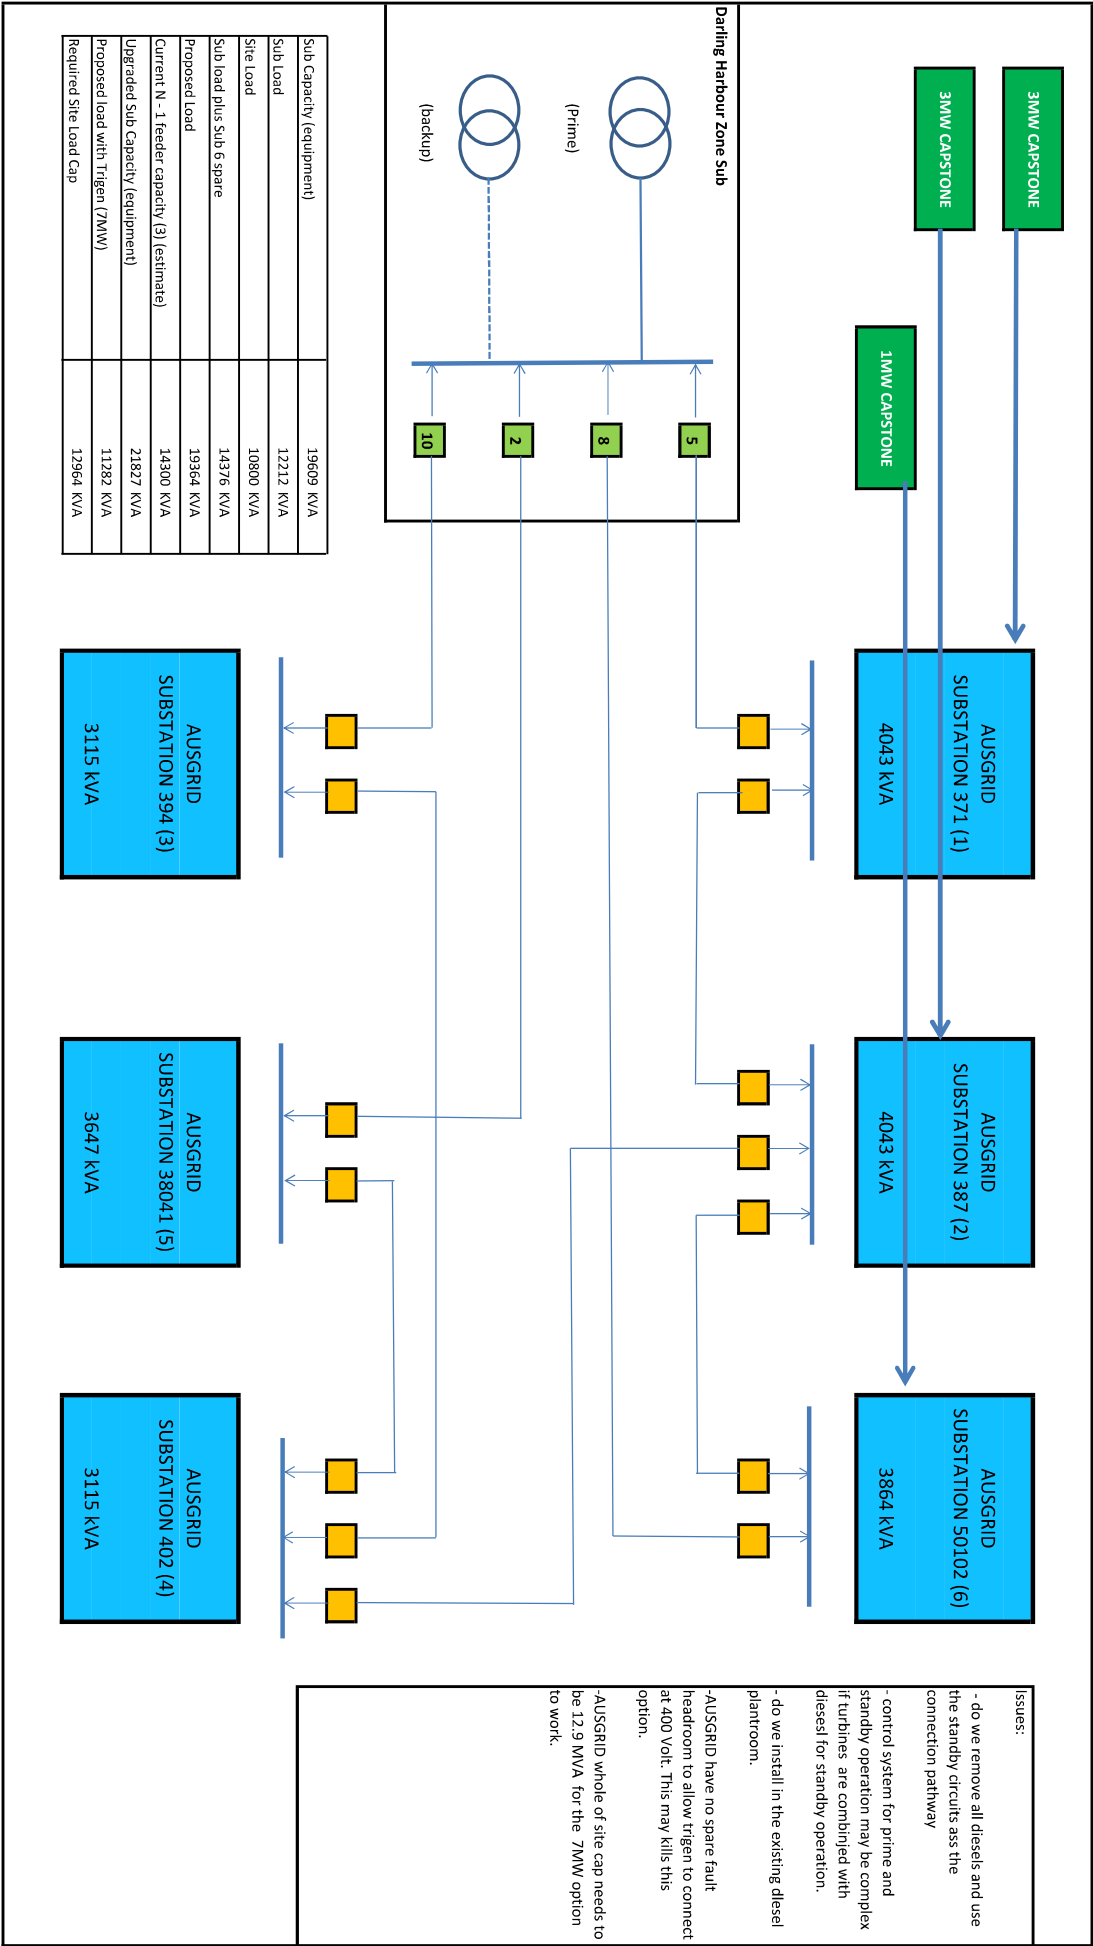 3MW CAPSTONE
3MW CAPSTONE
1MW CAPSTONE
AUSGRID
SUBSTATION 371 (1)
4043 kVA
AUSGRID
SUBSTATION 387 (2)
4043 kVA
AUSGRID
SUBSTATION 50102 (6)
3864 kVA
Issues:
- do we remove all diesels and use
the standby circuits ass the
connection pathway
- control system for prime and
standby operation may be complex
if turbines are combinjed with
diesesl for standby operation.
- do we install in the existing dIesel
plantroom.
-AUSGRID have no spare fault
headroom to allow trigen to connect
at 400 Volt. This may kills this
option.
-AUSGRID whole of site cap needs to
be 12.9 MVA for the 7MW option
to work.
Darling Harbour Zone Sub
(Prime)
(backup)
5
8
2
10
Sub Capacity (equipment) 19609 KVA
Sub Load 12212 KVA
Site Load 10800 KVA
Sub load plus Sub 6 spare 14376 KVA
Proposed Load 19364 KVA
Current N - 1 feeder capacity (3) (estimate) 14300 KVA
Upgraded Sub Capacity (equipment) 21827 KVA
Proposed load with Trigen (7MW) 11282 KVA
Required Site Load Cap 12964 KVA
AUSGRID
SUBSTATION 394 (3)
3115 kVA
AUSGRID
SUBSTATION 38041 (5)
3647 kVA
AUSGRID
SUBSTATION 402 (4)
3115 kVA